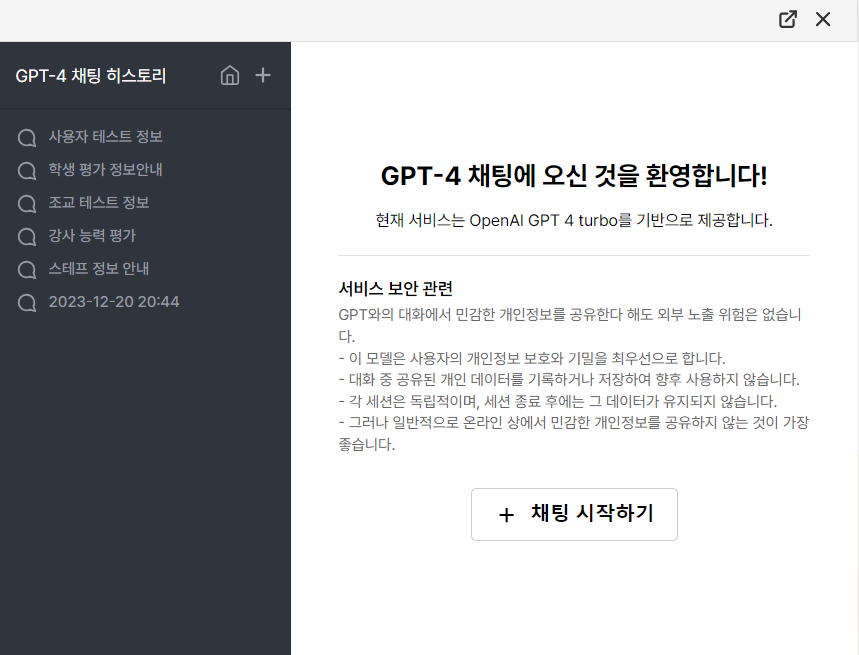 GPT-4 채팅 히스토리
사용자 테스트 정보
학생 평가 정보안내
조교 테스트 정보
강사 능력 평가
스테프 정보 안내
2023-12-20 20:44
GPT-4 채팅에 오신 것을 환영합니다!
현재 서비스는 OpenAI GPT 4 turbo를 기반으로 제공합니다.
서비스 보안 관련
GPT와의 대화에서 민감한 개인정보를 공유한다 해도 외부 노출 위험은 없습니
다.
- 이 모델은 사용자의 개인정보 보호와 기밀을 최우선으로 합니다.
- 대화 중 공유된 개인 데이터를 기록하거나 저장하여 향후 사용하지 않습니다.
- 각 세션은 독립적이며, 세션 종료 후에는 그 데이터가 유지되지 않습니다.
- 그러나 일반적으로 온라인 상에서 민감한 개인정보를 공유하지 않는 것이 가장
좋습니다.
+ 채팅 시작하기